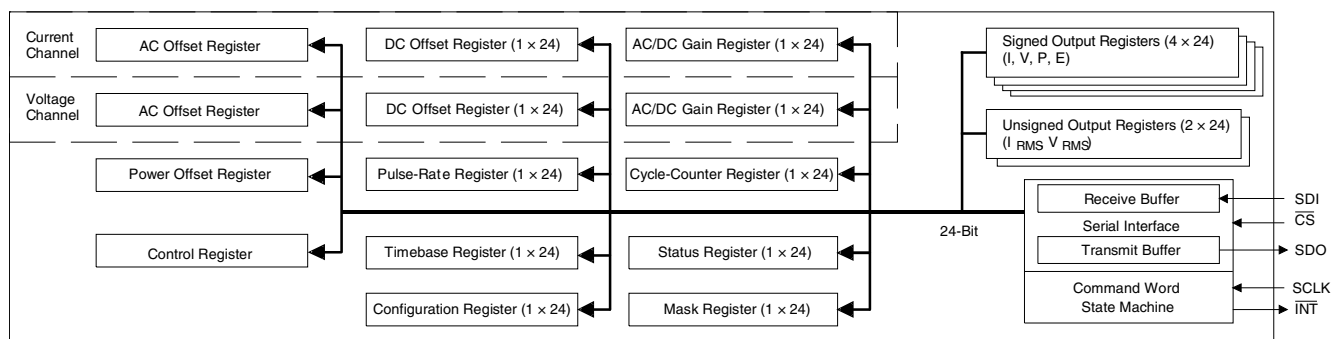 Current
Channel
AC Offset Register
DC Offset Register (1 × 24)
AC/DC Gain Register (1 × 24)
Signed Output Registers (4 × 24)
(I, V, P, E)
Voltage
Channel
AC Offset Register
DC Offset Register (1 × 24)
AC/DC Gain Register (1 × 24)
Unsigned Output Registers (2 × 24)
(I RMS V RMS)
Power Offset Register
Pulse-Rate Register (1 × 24)
Cycle-Counter Register (1 × 24)
24-Bit
Receive Buffer
Serial Interface
Transmit Buffer
SDI
CS
SDO
Control Register
Timebase Register (1 × 24)
Status Register (1 × 24)
Configuration Register (1 × 24)
Mask Register (1 × 24)
Command Word
State Machine
SCLK
INT